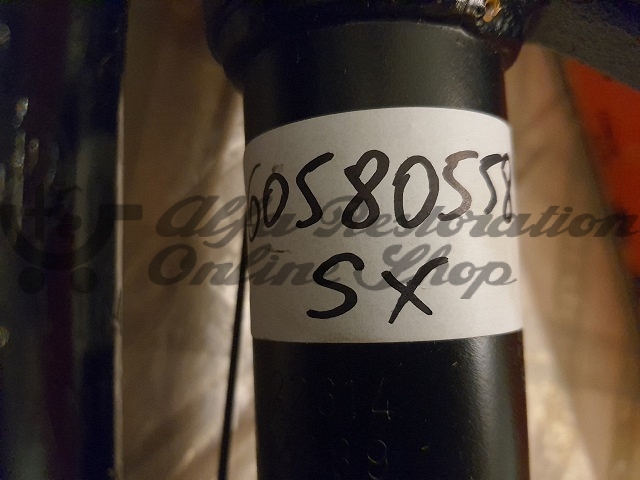 60580558
SX
Alfa Restoration
Online Shop